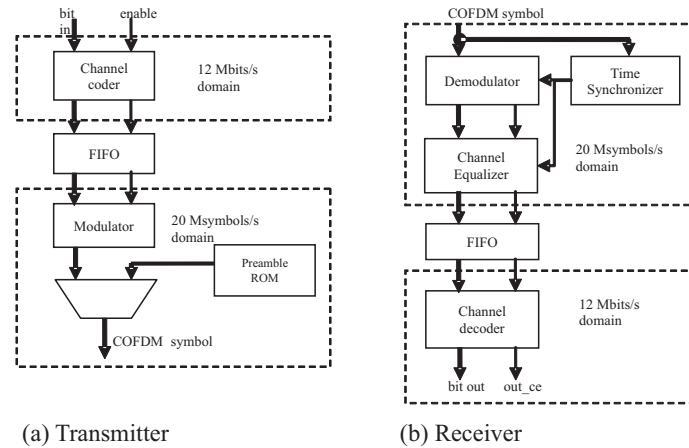 bit
in
enable
Channel
coder
12 Mbits/s
domain
FIFO
Modulator
20 Msymbols/s
domain
Preamble
ROM
COFDM symbol
(a) Transmitter
COFDM symbol
Demodulator
Time
Synchronizer
Channel
Equalizer
20 Msymbols/s
domain
FIFO
Channel
decoder
12 Mbits/s
domain
bit out
out_ce
(b) Receiver